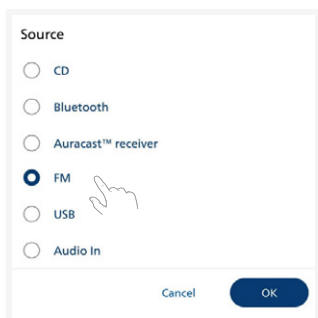 Source
CD
Bluetooth
Auracast™ receiver
FM
USB
Audio In
Cancel OK